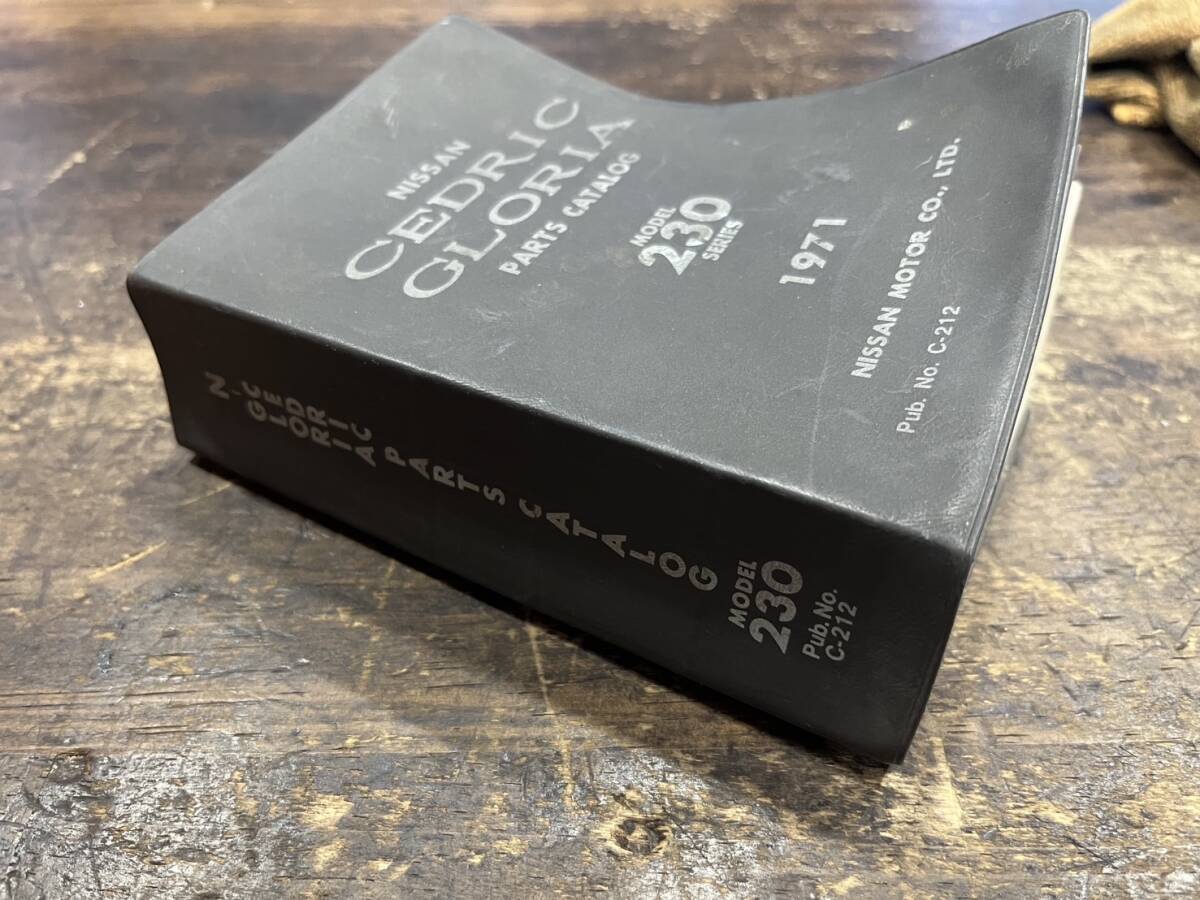 NISSAN
CEDRIC
GLORIA
PARTS CATALOG
MODEL
230
SERIES
1971
NISSAN MOTOR CO., LTD.
Pub. No. C-212
N. CEDRIC
GLORIA
PARTS CATALOG
MODEL
230
Pub. No.
C-212